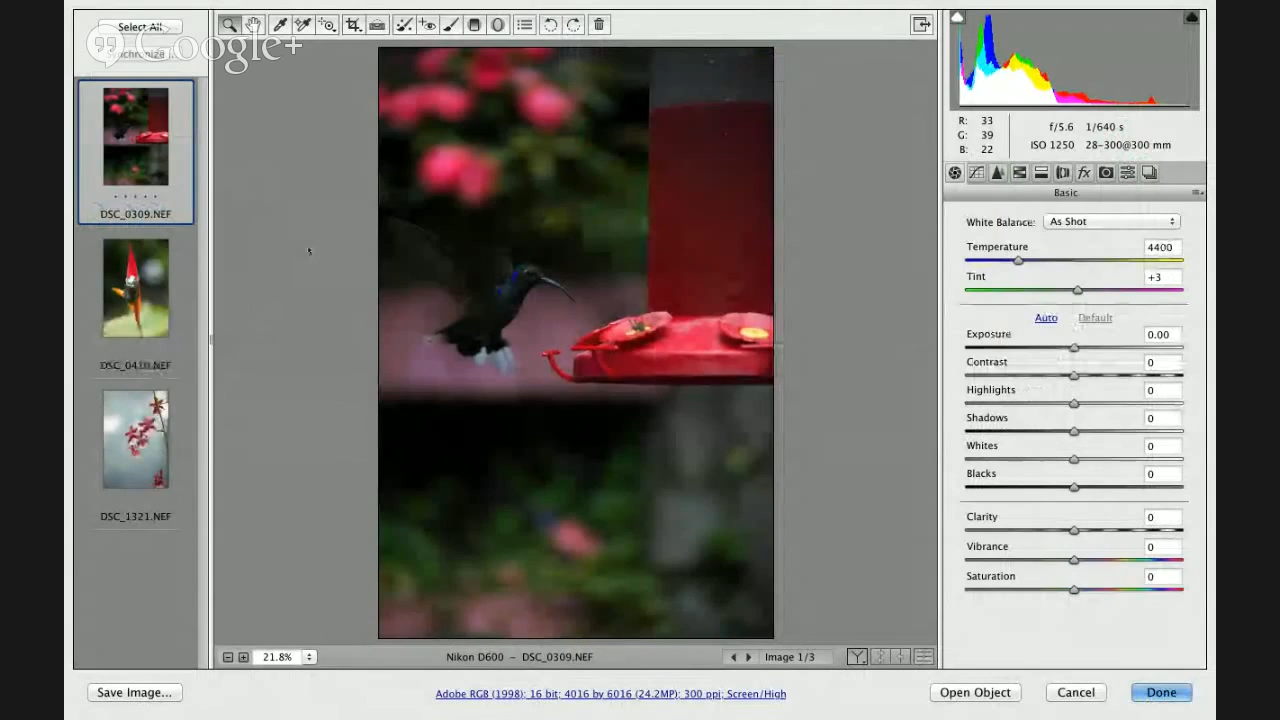 Select All
Synchronize...
Google+
DSC_0309.NEF
DSC_0410.NEF
DSC_1321.NEF
21.8%
Nikon D600 - DSC_0309.NEF
Image 1/3
Save Image...
Adobe RGB (1998); 16 bit; 4016 by 6016 (24.2MP); 300 ppi; Screen/High
Open Object
Cancel
Done
R: 33
G: 39
B: 22
f/5.6 1/640 s
ISO 1250 28-300@300 mm
fx
Basic
White Balance: As Shot
Temperature 4400
Tint +3
Auto Default
Exposure 0.00
Contrast 0
Highlights 0
Shadows 0
Whites 0
Blacks 0
Clarity 0
Vibrance 0
Saturation 0